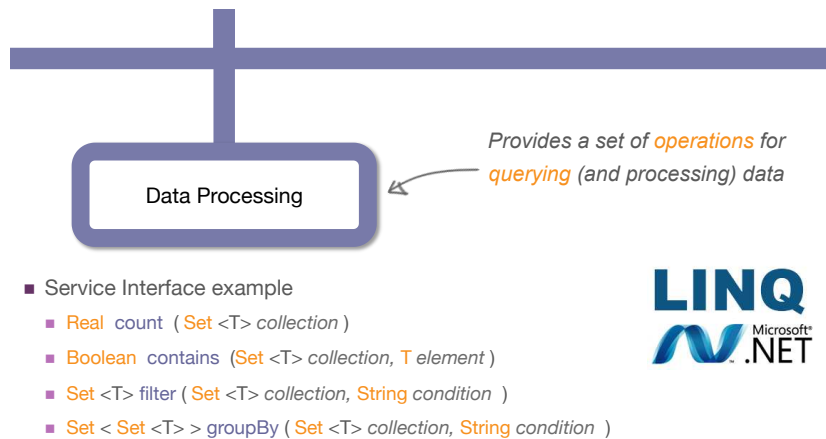 Provides a set of operations for
querying (and processing) data
Data Processing
Service Interface example
Real count ( Set <T> collection )
Boolean contains (Set <T> collection, T element )
Set <T> filter ( Set <T> collection, String condition )
Set < Set <T> > groupBy ( Set <T> collection, String condition )
LINQ
Microsoft®
.NET